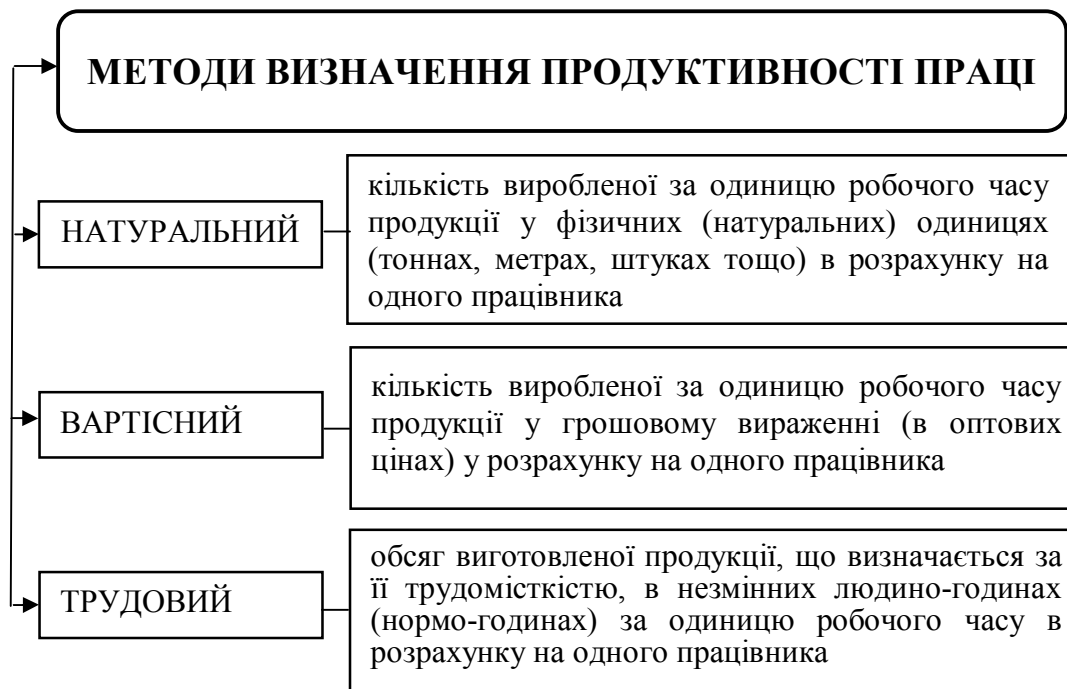 МЕТОДИ ВИЗНАЧЕННЯ ПРОДУКТИВНОСТІ ПРАЦІ
НАТУРАЛЬНИЙ
кількість виробленої за одиницю робочого часу
продукції у фізичних (натуральних) одиницях
(тоннах, метрах, штуках тощо) в розрахунку на
одного працівника
ВАРТІСНИЙ
кількість виробленої за одиницю робочого часу
продукції у грошовому вираженні (в оптових
цінах) у розрахунку на одного працівника
ТРУДОВИЙ
обсяг виготовленої продукції, що визначається за
її трудомісткістю, в незмінних людино-годинах
(нормо-годинах) за одиницю робочого часу в
розрахунку на одного працівника